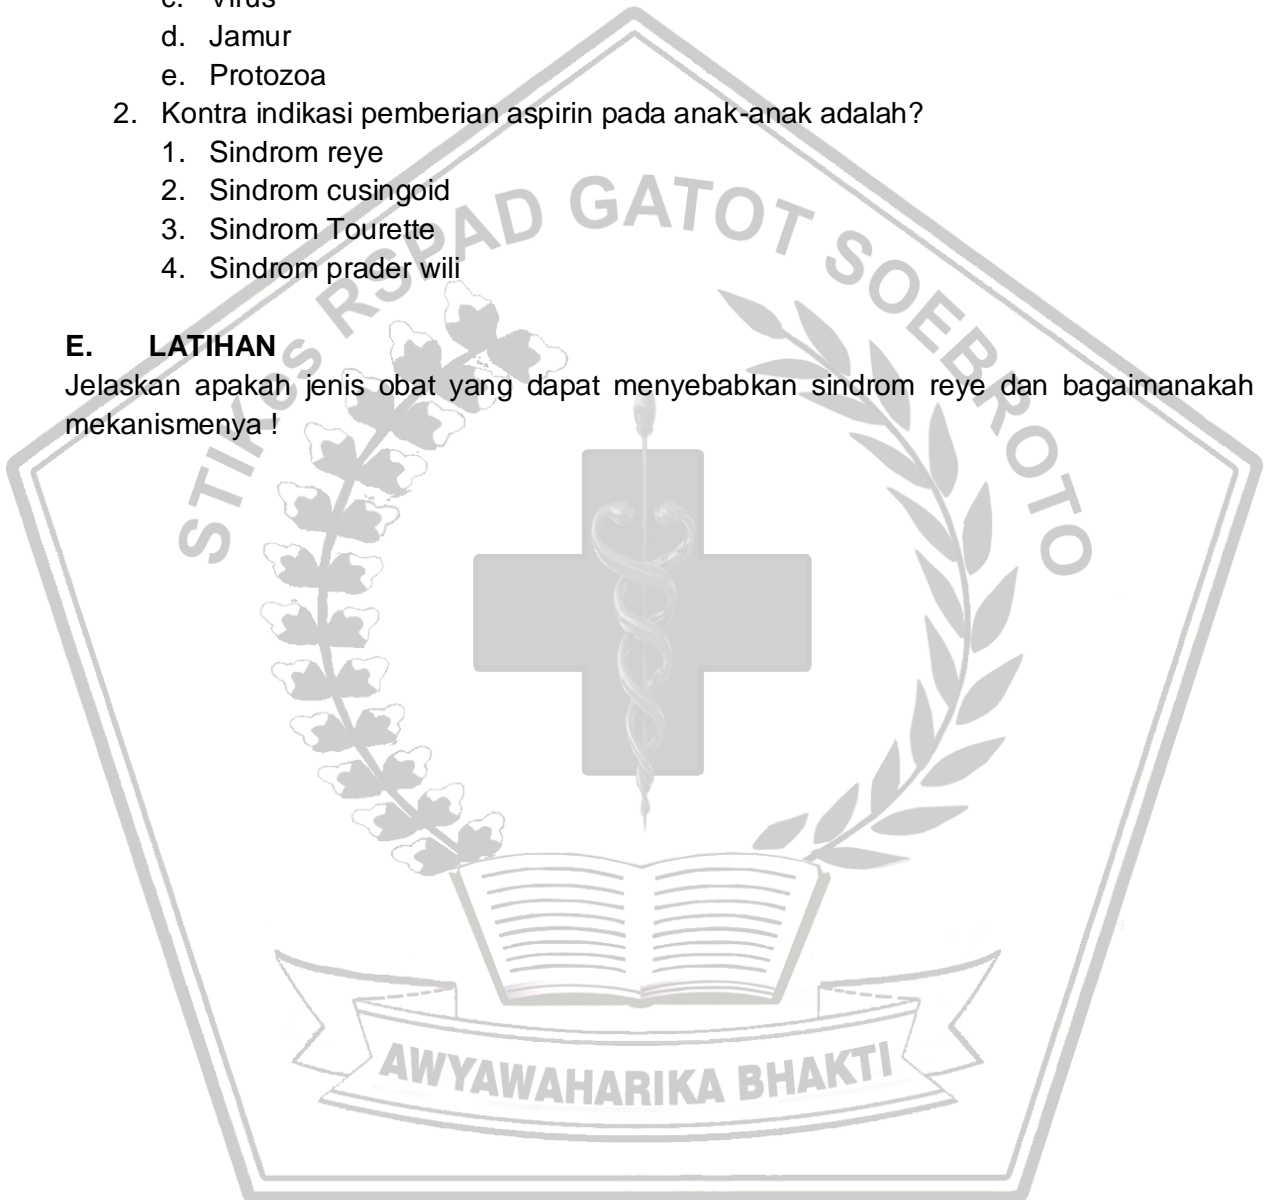 c. Virus
d. Jamur
e. Protozoa
2. Kontra indikasi pemberian aspirin pada anak-anak adalah?
1. Sindrom reye
2. Sindrom cusingoid
3. Sindrom Tourette
4. Sindrom prader wili
E. LATIHAN
Jelaskan apakah jenis obat yang dapat menyebabkan sindrom reye dan bagaimanakah
mekanismenya !
STIKes RSPAD GATOT SOEBROTO
AWYAWAHARIKA BHAKTI